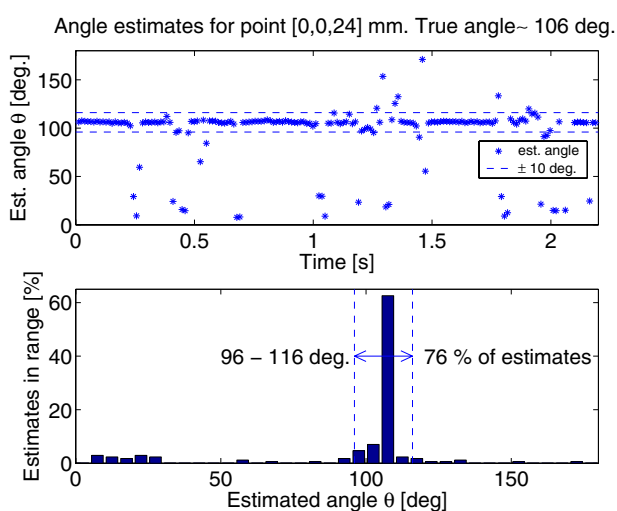 Angle estimates for point [0,0,24] mm. True angle~ 106 deg.
Est. angle θ [deg.]
150
100
50
0
est. angle
± 10 deg.
0 0.5 1 1.5 2
Time [s]
Estimates in range [%]
60
40
20
0
96 − 116 deg.
76 % of estimates
0 50 100 150
Estimated angle θ [deg]